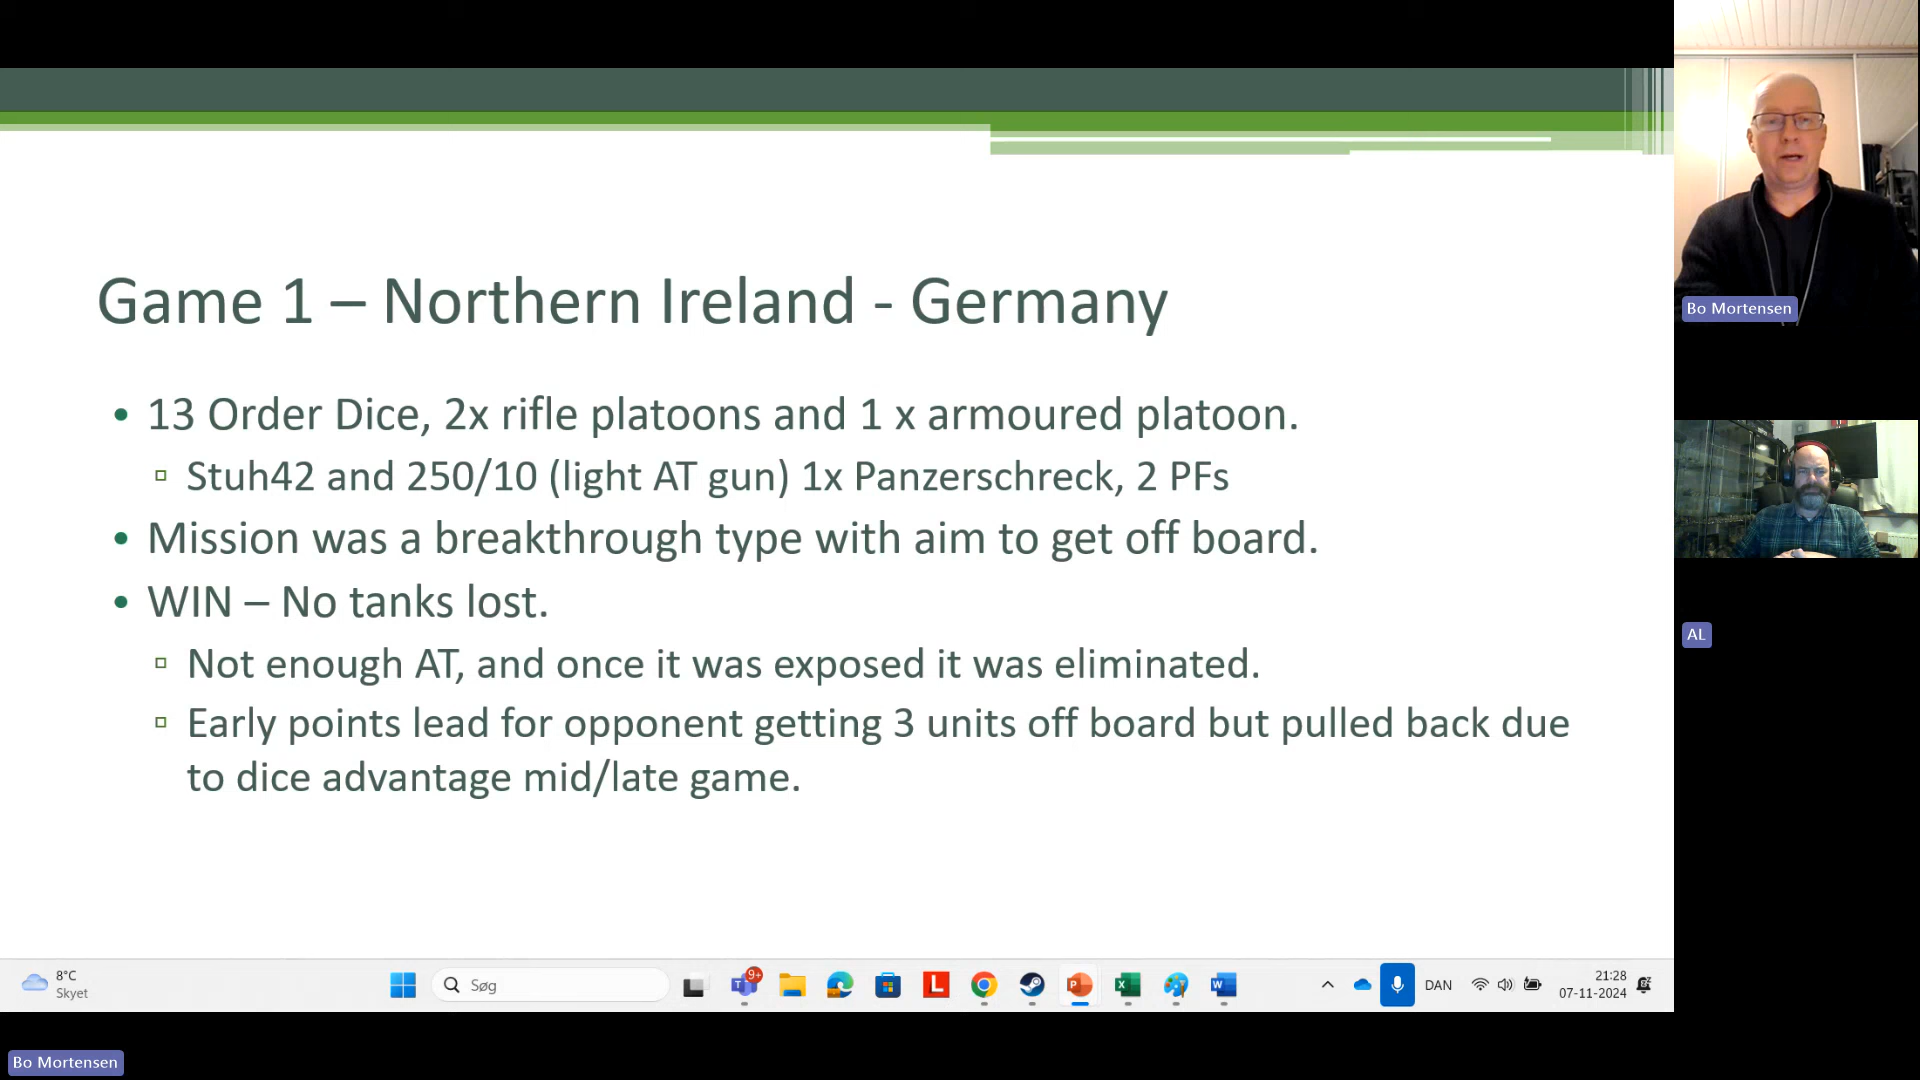 Game 1 – Northern Ireland - Germany
• 13 Order Dice, 2x rifle platoons and 1 x armoured platoon.
▫ Stuh42 and 250/10 (light AT gun) 1x Panzerschreck, 2 PFs
• Mission was a breakthrough type with aim to get off board.
• WIN – No tanks lost.
▫ Not enough AT, and once it was exposed it was eliminated.
▫ Early points lead for opponent getting 3 units off board but pulled back due
to dice advantage mid/late game.
Bo Mortensen
AL
8°C
Skyet
Søg
9+
DAN
21:28
07-11-2024
Bo Mortensen